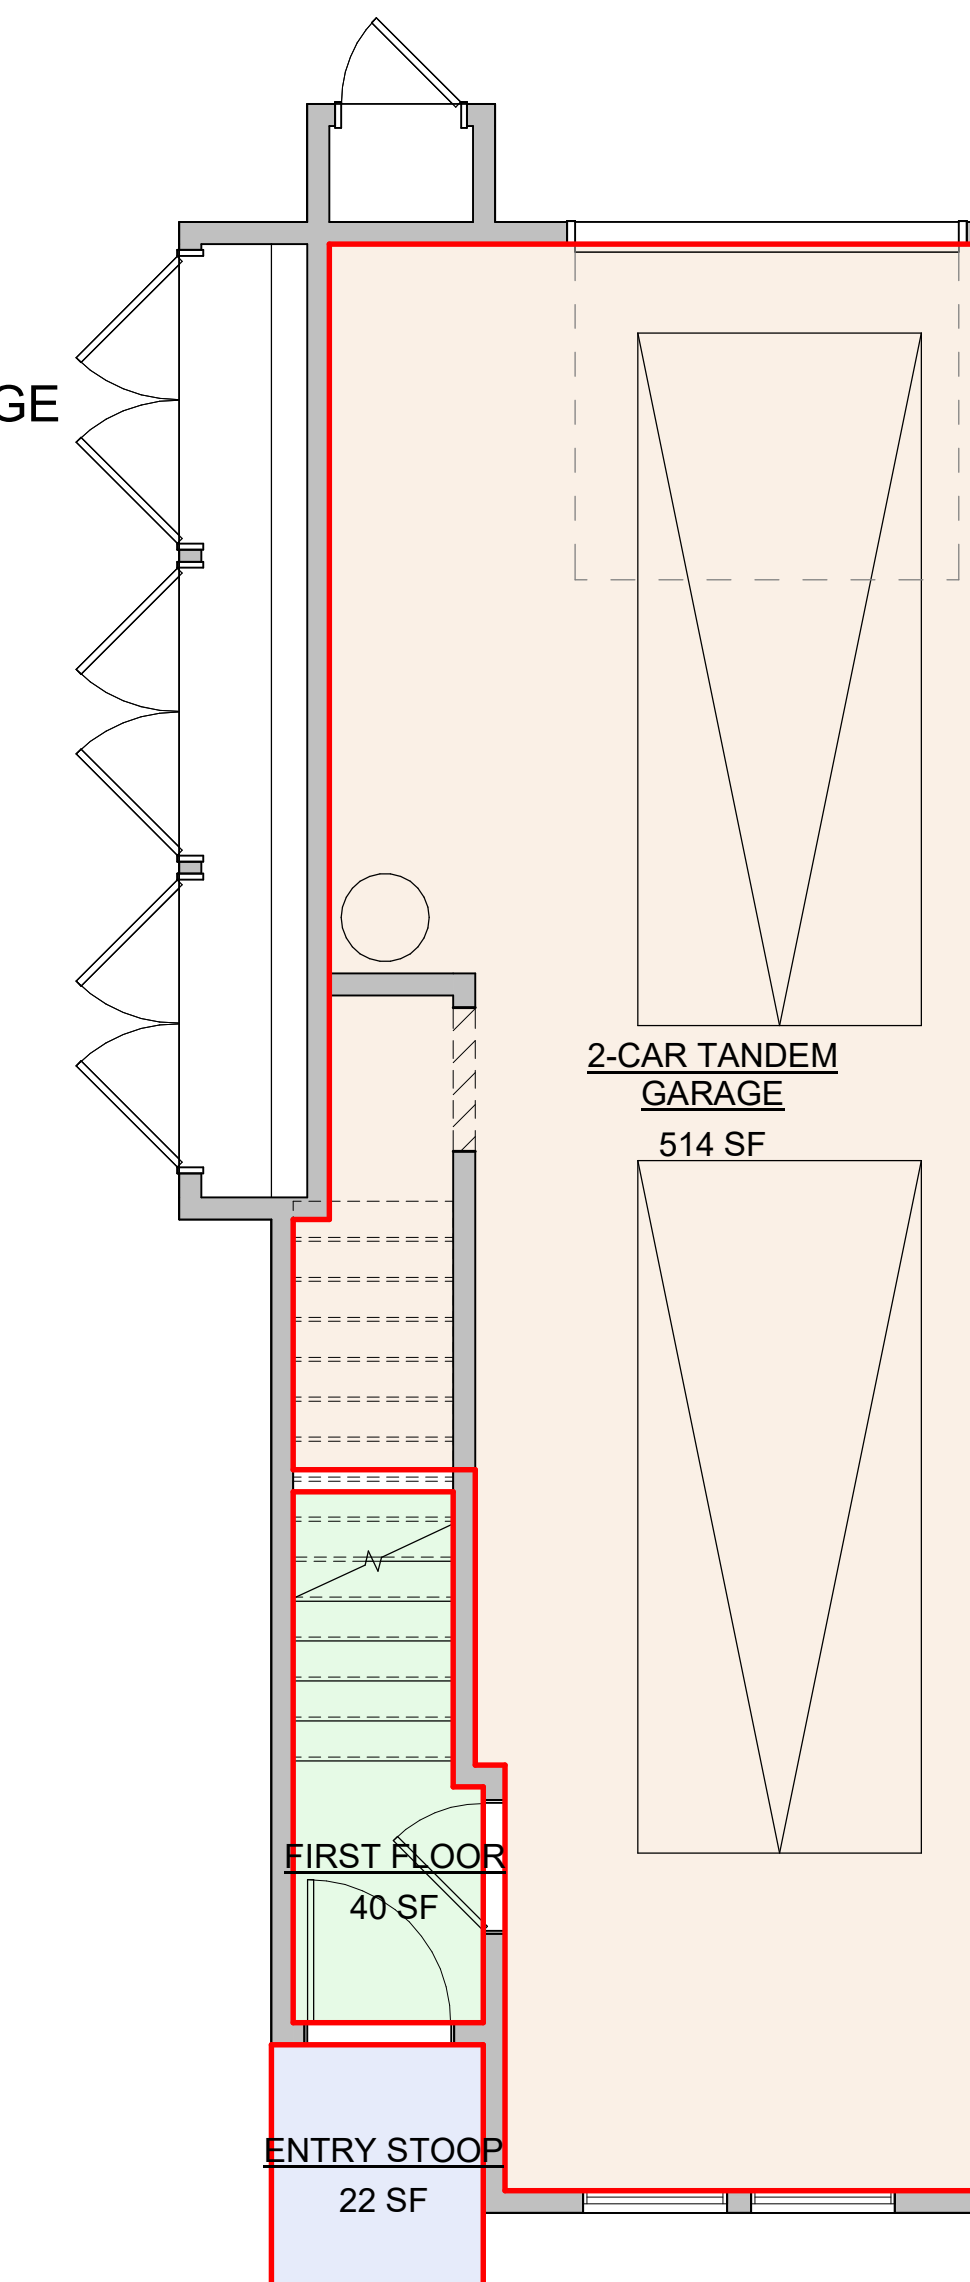 GE
2-CAR TANDEM
GARAGE
514 SF
FIRST FLOOR
40 SF
ENTRY STOOP
22 SF